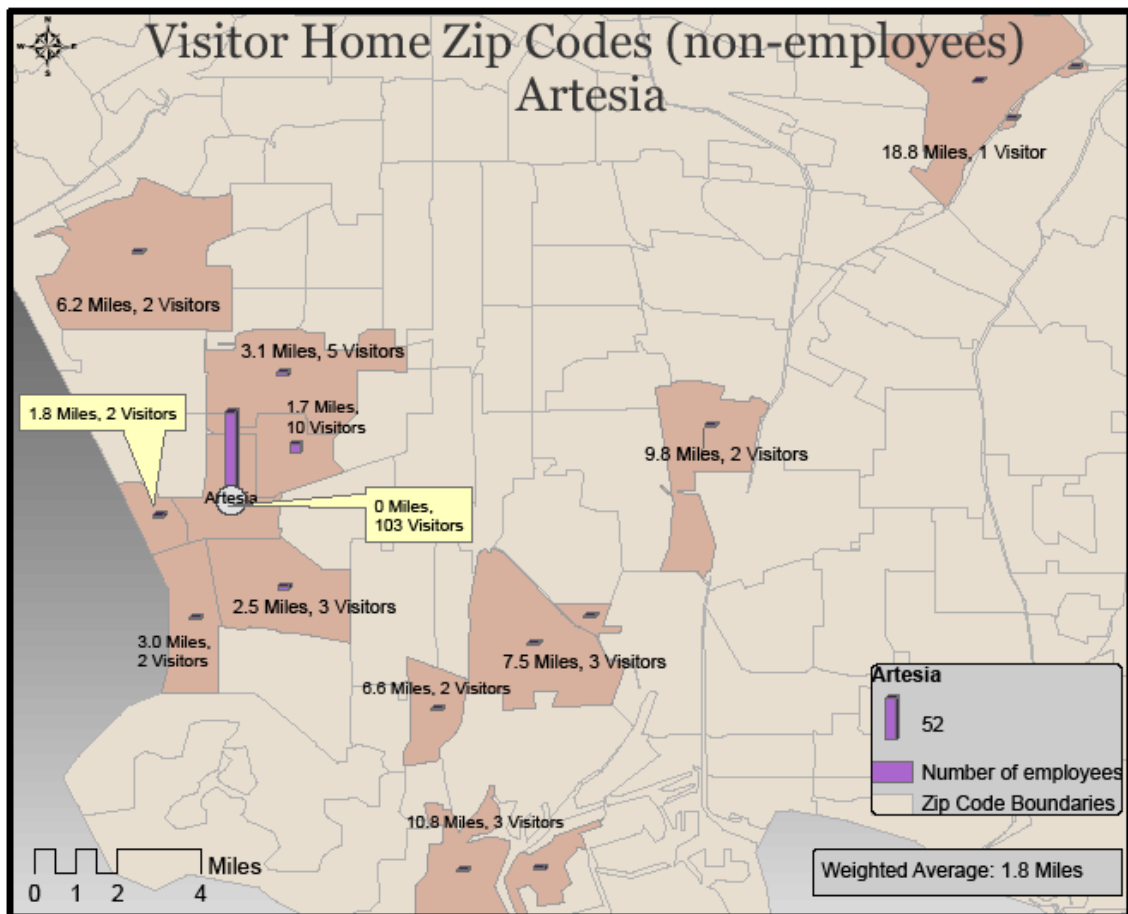 N
W
E
S
Visitor Home Zip Codes (non-employees)
Artesia
18.8 Miles, 1 Visitor
6.2 Miles, 2 Visitors
3.1 Miles, 5 Visitors
1.8 Miles, 2 Visitors
1.7 Miles,
10 Visitors
9.8 Miles, 2 Visitors
Artesia
0 Miles,
103 Visitors
2.5 Miles, 3 Visitors
3.0 Miles,
2 Visitors
7.5 Miles, 3 Visitors
6.6 Miles, 2 Visitors
10.8 Miles, 3 Visitors
Artesia
52
Number of employees
Zip Code Boundaries
Miles
0 1 2 4
Weighted Average: 1.8 Miles